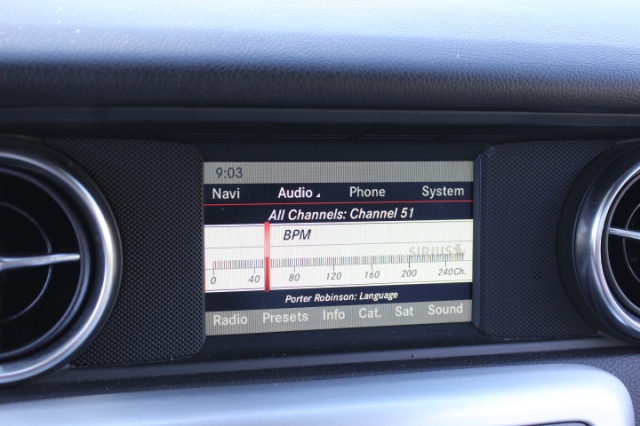 9:03
Navi Audio Phone System
All Channels: Channel 51
BPM
SIRIUS
0 40 80 120 160 200 240Ch.
Porter Robinson: Language
Radio Presets Info Cat. Sat Sound